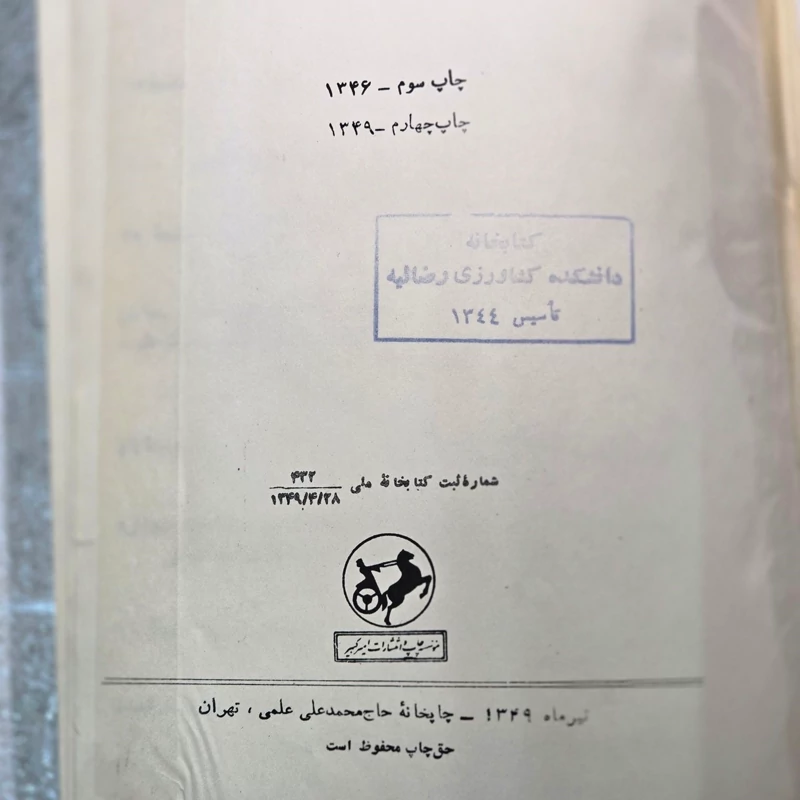 چاپ سوم – ۱۳۴۶
چاپ چهارم – ۱۳۴۹
کتابخانه
دانشکده کشاورزی رضائیه
تأسیس ۱۳٤٤
شمارهٔ ثبت کتابخانهٔ ملی ۴۳۲
۱۳۴۹/۴/۲۸
مؤسسه چاپ و انتشارات امیرکبیر
تیرماه ۱۳۴۹ – چاپخانهٔ حاج محمدعلی علمی ، تهران
حق چاپ محفوظ است